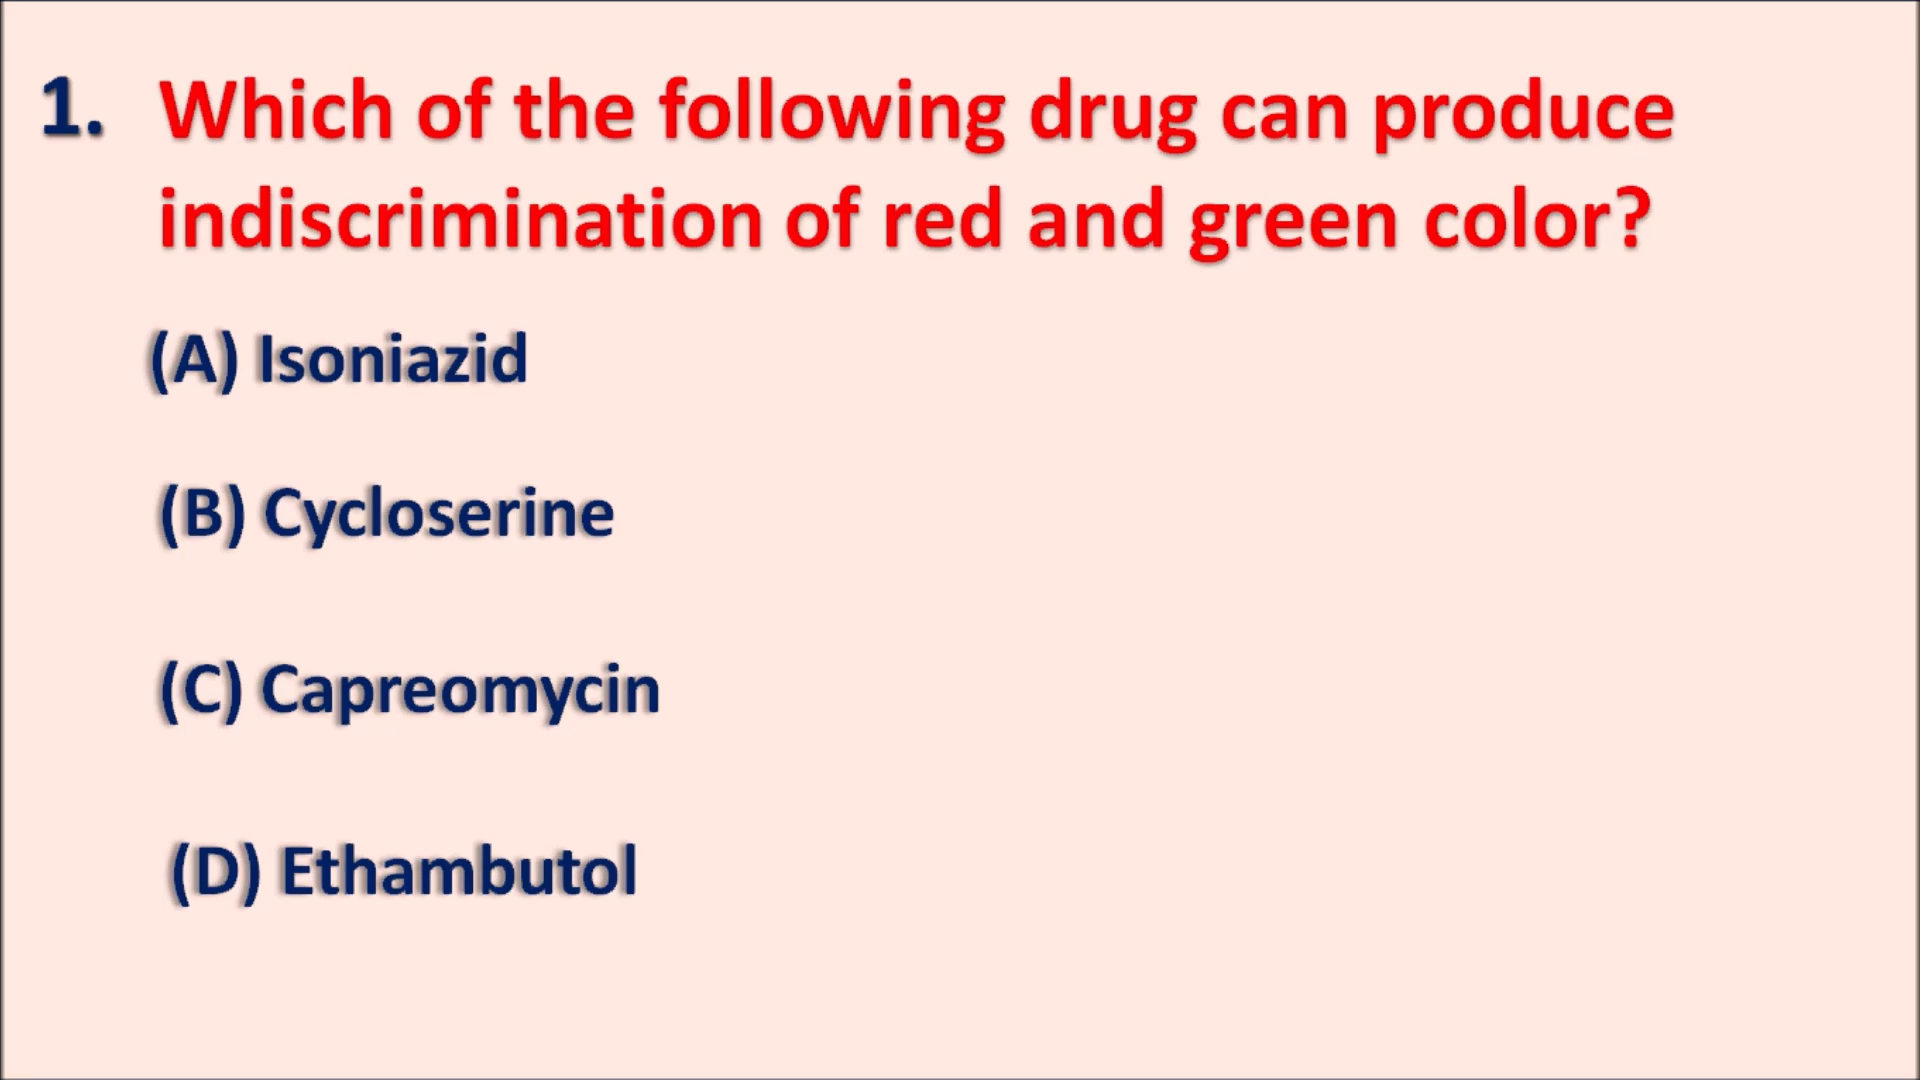 1. Which of the following drug can produce
indiscrimination of red and green color?
(A) Isoniazid
(B) Cycloserine
(C) Capreomycin
(D) Ethambutol